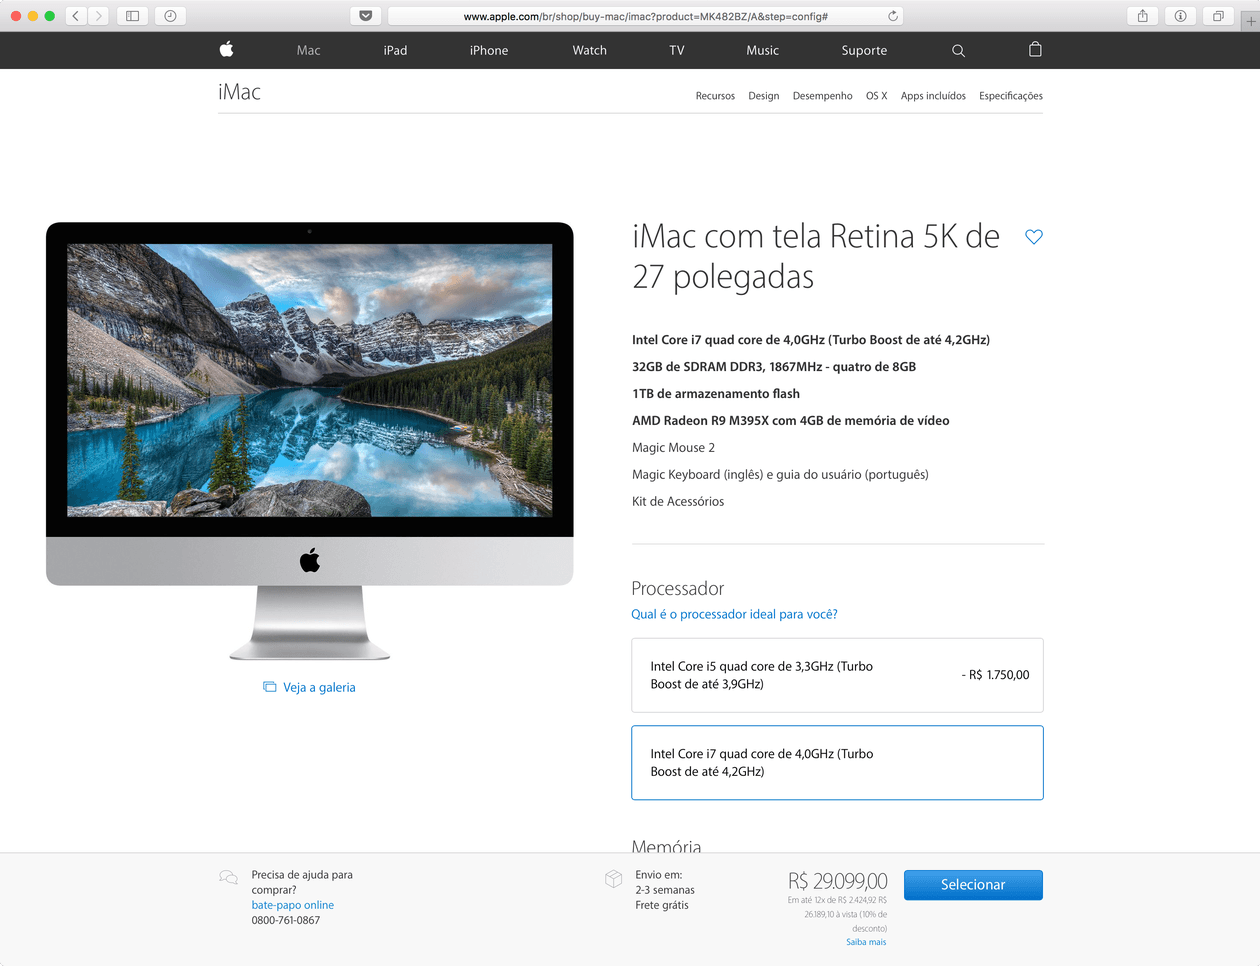 www.apple.com/br/shop/buy-mac/imac?product=MK482BZ/A&step=config#
Mac iPad iPhone Watch TV Music Suporte
iMac
Recursos Design Desempenho OS X Apps incluídos Especificações
iMac com tela Retina 5K de
27 polegadas
Intel Core i7 quad core de 4,0GHz (Turbo Boost de até 4,2GHz)
32GB de SDRAM DDR3, 1867MHz - quatro de 8GB
1TB de armazenamento flash
AMD Radeon R9 M395X com 4GB de memória de vídeo
Magic Mouse 2
Magic Keyboard (inglês) e guia do usuário (português)
Kit de Acessórios
Veja a galeria
Processador
Qual é o processador ideal para você?
Intel Core i5 quad core de 3,3GHz (Turbo
Boost de até 3,9GHz)
- R$ 1.750,00
Intel Core i7 quad core de 4,0GHz (Turbo
Boost de até 4,2GHz)
Memória
Precisa de ajuda para
comprar?
bate-papo online
0800-761-0867
Envio em:
2-3 semanas
Frete grátis
R$ 29.099,00
Em até 12x de R$ 2.424,92 R$
26.189,10 à vista (10% de
desconto)
Saiba mais
Selecionar